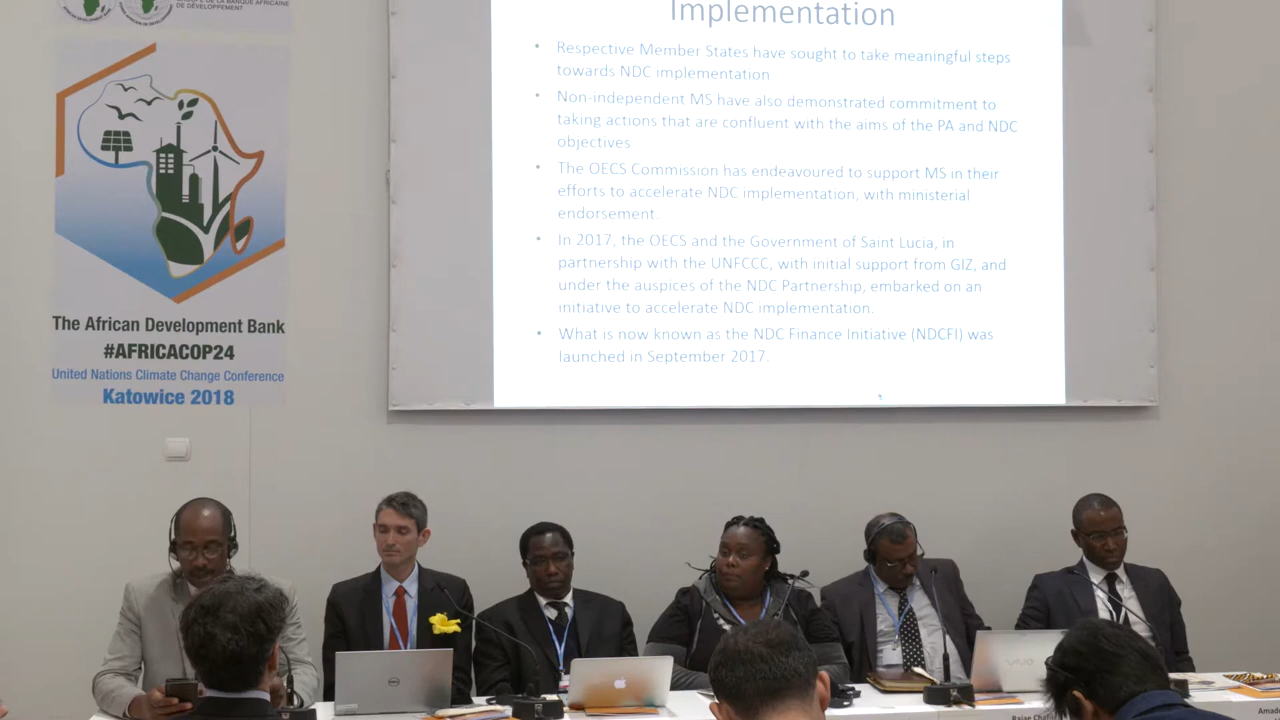 DE DÉVELOPPEMENT
The African Development Bank
#AFRICACOP24
United Nations Climate Change Conference
Katowice 2018
Implementation
• Respective Member States have sought to take meaningful steps
towards NDC implementation
• Non-independent MS have also demonstrated commitment to
taking actions that are confluent with the aims of the PA and NDC
objectives
• The OECS Commission has endeavoured to support MS in their
efforts to accelerate NDC implementation, with ministerial
endorsement.
• In 2017, the OECS and the Government of Saint Lucia, in
partnership with the UNFCCC, with initial support from GIZ, and
under the auspices of the NDC Partnership, embarked on an
initiative to accelerate NDC implementation.
• What is now known as the NDC Finance Initiative (NDCFI) was
launched in September 2017.
DELL
VAIO